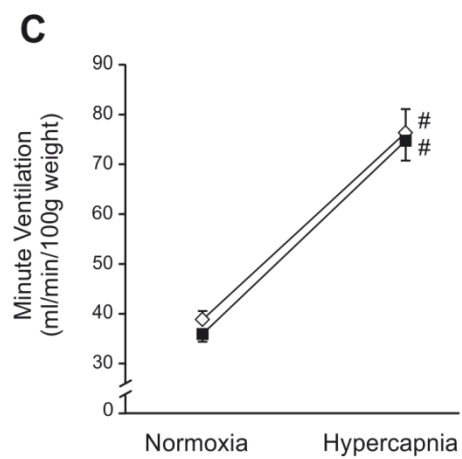 C
Minute Ventilation
(ml/min/100g weight)
90
80
70
60
50
40
30
0
#
#
Normoxia
Hypercapnia